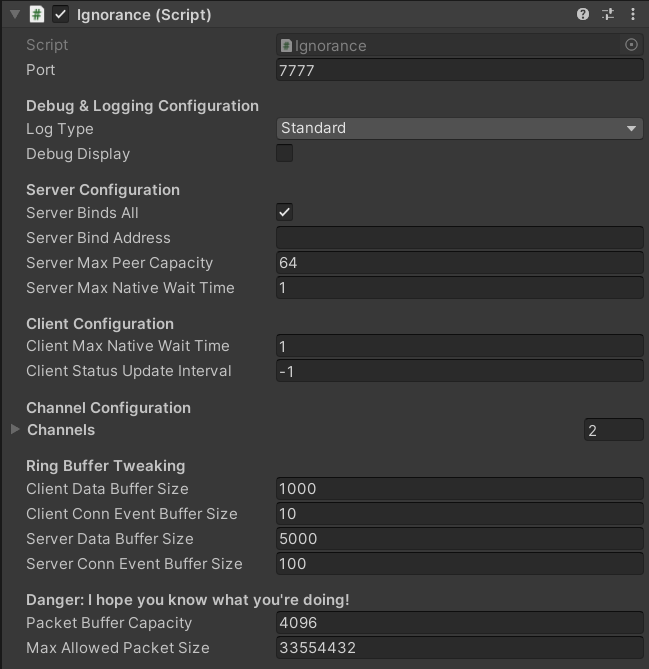 Ignorance (Script)
Script Ignorance
Port 7777
Debug & Logging Configuration
Log Type Standard
Debug Display
Server Configuration
Server Binds All
Server Bind Address
Server Max Peer Capacity 64
Server Max Native Wait Time 1
Client Configuration
Client Max Native Wait Time 1
Client Status Update Interval -1
Channel Configuration
Channels 2
Ring Buffer Tweaking
Client Data Buffer Size 1000
Client Conn Event Buffer Size 10
Server Data Buffer Size 5000
Server Conn Event Buffer Size 100
Danger: I hope you know what you're doing!
Packet Buffer Capacity 4096
Max Allowed Packet Size 33554432